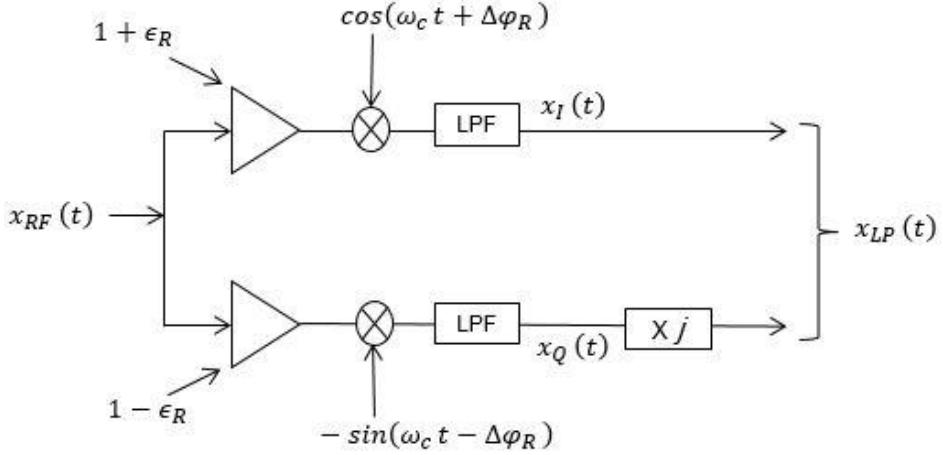 cos(ω_c t + Δφ_R)
1 + ϵ_R
x_I (t)
LPF
x_RF (t)
x_LP (t)
LPF
X j
x_Q (t)
1 − ϵ_R
− sin(ω_c t − Δφ_R)